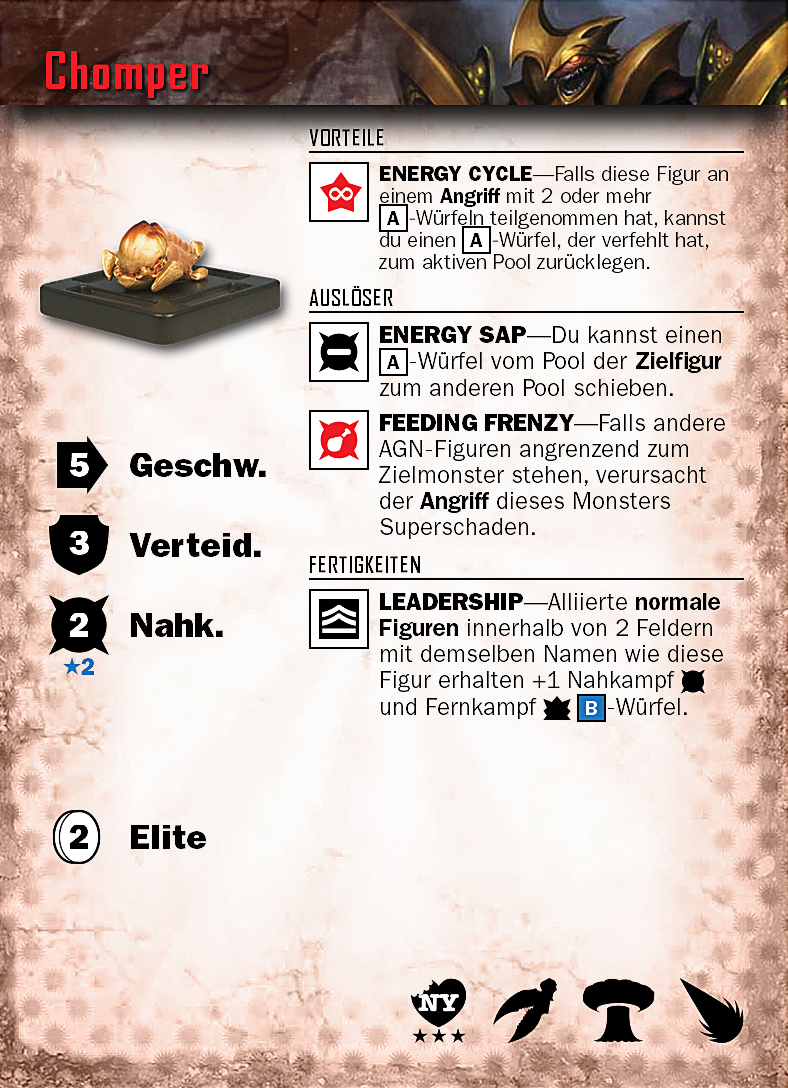 Chomper
VORTEILE
ENERGY CYCLE—Falls diese Figur an
einem Angriff mit 2 oder mehr
A-Würfeln teilgenommen hat, kannst
du einen A-Würfel, der verfehlt hat,
zum aktiven Pool zurücklegen.
AUSLÖSER
ENERGY SAP—Du kannst einen
A-Würfel vom Pool der Zielfigur
zum anderen Pool schieben.
FEEDING FRENZY—Falls andere
AGN-Figuren angrenzend zum
Zielmonster stehen, verursacht
der Angriff dieses Monsters
Superschaden.
FERTIGKEITEN
LEADERSHIP—Alliierte normale
Figuren innerhalb von 2 Feldern
mit demselben Namen wie diese
Figur erhalten +1 Nahkampf
und Fernkampf B-Würfel.
5 Geschw.
3 Verteid.
2 Nahk.
★2
2 Elite
NY
★★★